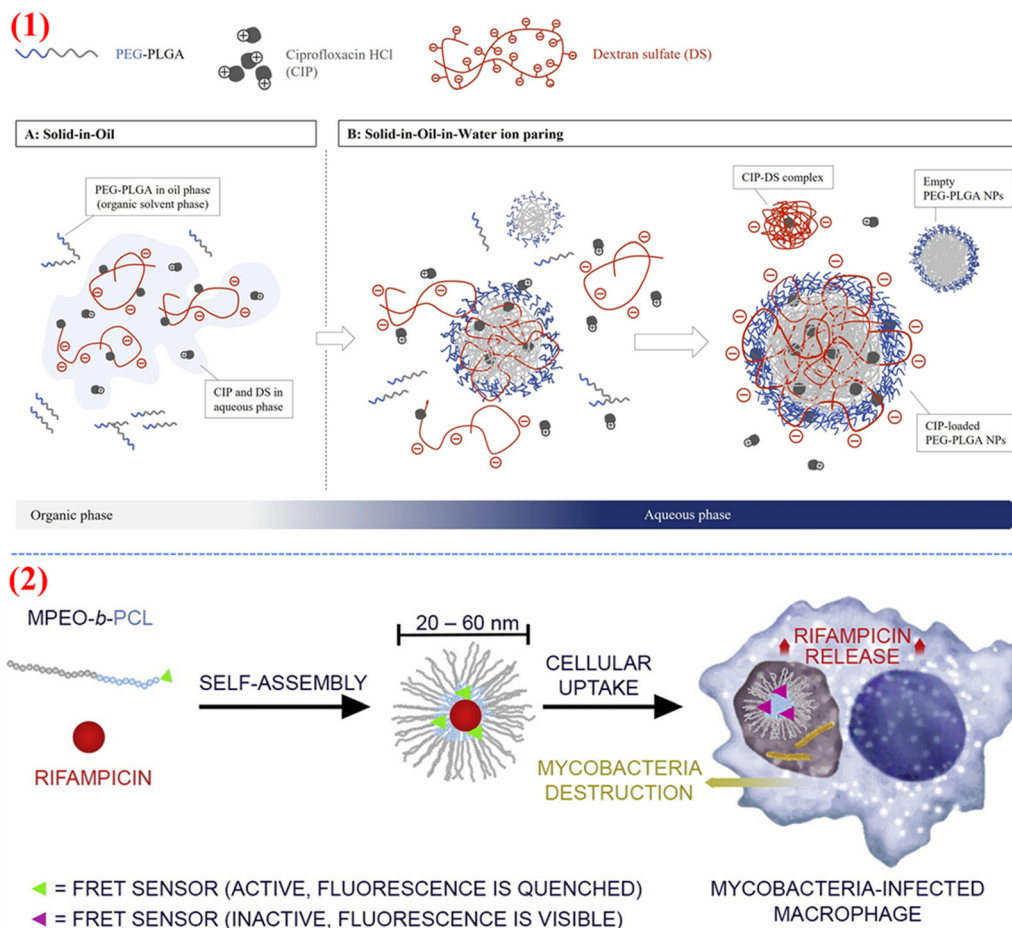 (1)
PEG-PLGA
Ciprofloxacin HCl
(CIP)
Dextran sulfate (DS)
A: Solid-in-Oil
B: Solid-in-Oil-in-Water ion paring
PEG-PLGA in oil phase
(organic solvent phase)
CIP and DS in
aqueous phase
CIP-DS complex
Empty
PEG-PLGA NPs
CIP-loaded
PEG-PLGA NPs
Organic phase
Aqueous phase
(2)
MPEO-b-PCL
RIFAMPICIN
SELF-ASSEMBLY
20 – 60 nm
CELLULAR
UPTAKE
RIFAMPICIN
RELEASE
MYCOBACTERIA
DESTRUCTION
= FRET SENSOR (ACTIVE, FLUORESCENCE IS QUENCHED)
= FRET SENSOR (INACTIVE, FLUORESCENCE IS VISIBLE)
MYCOBACTERIA-INFECTED
MACROPHAGE